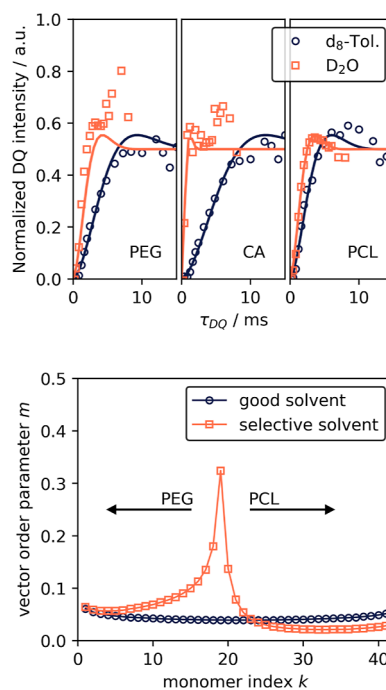 Normalized DQ intensity / a.u.
1.0
0.8
0.6
0.4
0.2
0.0
d₈-Tol.
D₂O
PEG
CA
PCL
0 10 0 10 0 10
τ_DQ / ms
vector order parameter m
0.5
0.4
0.3
0.2
0.1
0.0
good solvent
selective solvent
PEG PCL
0 10 20 30 40
monomer index k